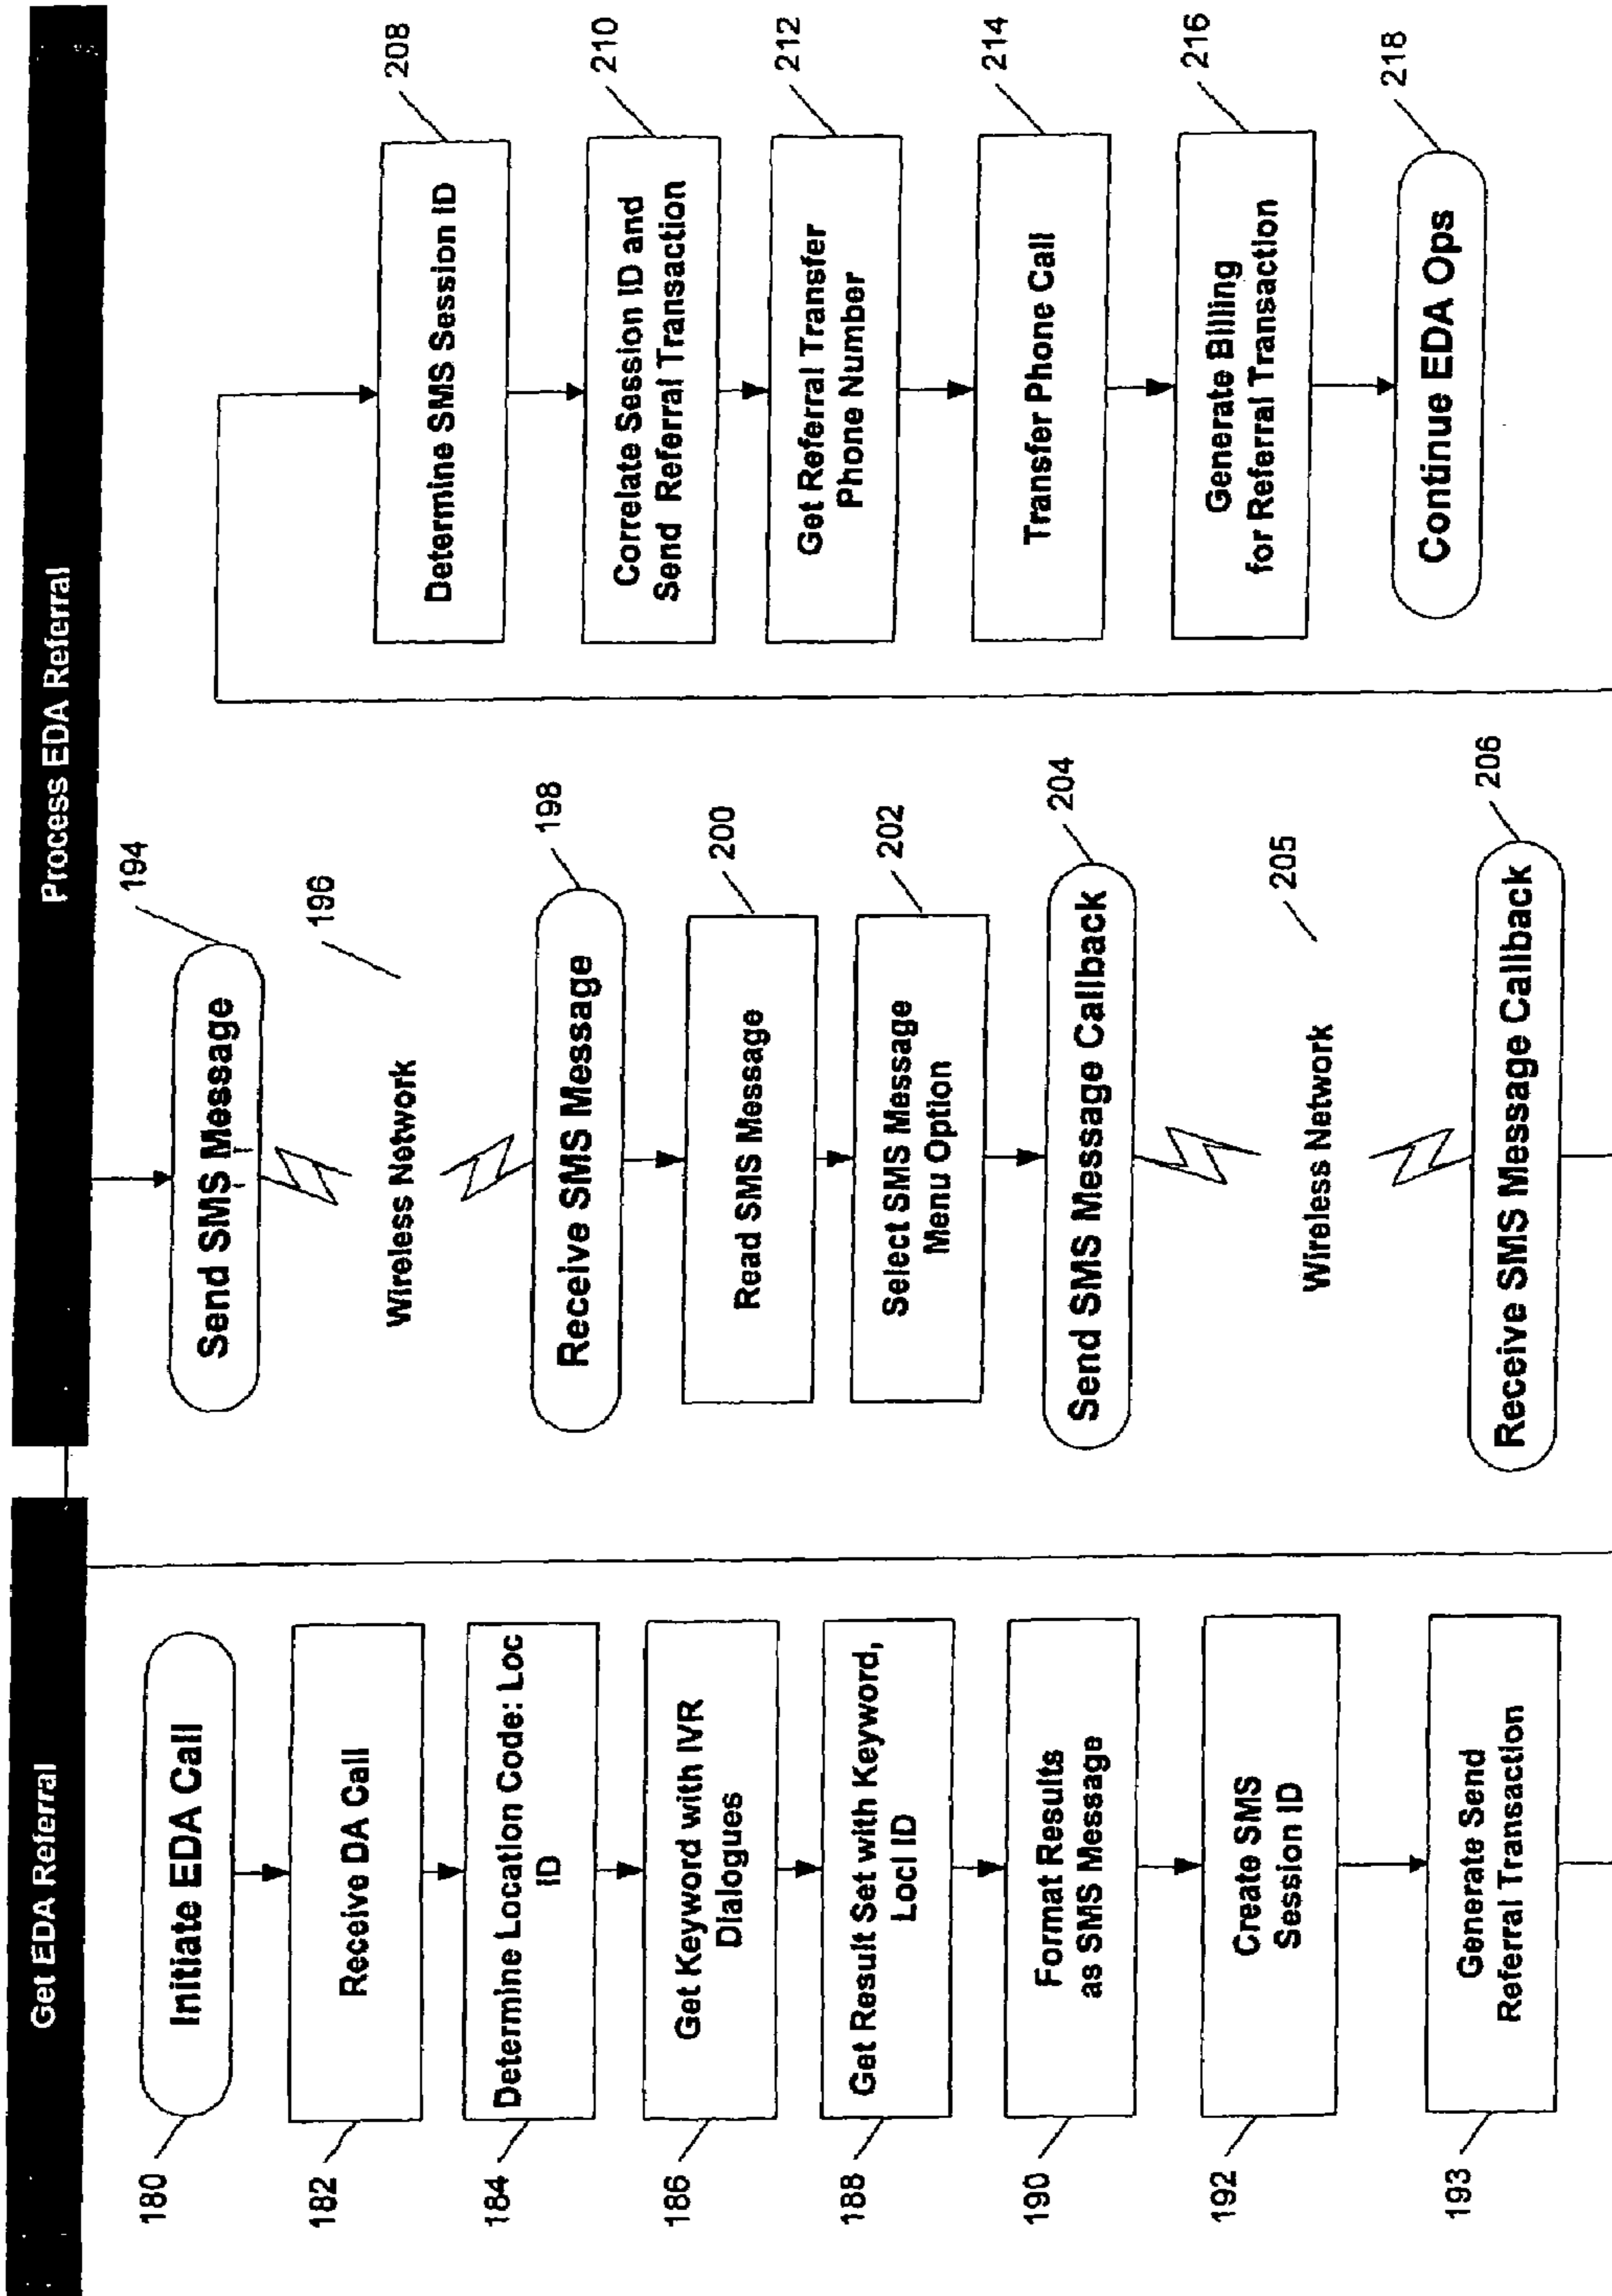 Get EDA Referral
180
Initiate EDA Call
182
Receive DA Call
184
Determine Location Code: Loc
ID
186
Get Keyword with IVR
Dialogues
188
Get Result Set with Keyword,
Locl ID
190
Format Results
as SMS Message
192
Create SMS
Session ID
193
Generate Send
Referral Transaction
Process EDA Referral
194
Send SMS Message
196
Wireless Network
198
Receive SMS Message
200
Read SMS Message
202
Select SMS Message
Menu Option
204
Send SMS Message Callback
205
Wireless Network
206
Receive SMS Message Callback
208
Determine SMS Session ID
210
Correlate Session ID and
Send Referral Transaction
212
Get Referral Transfer
Phone Number
214
Transfer Phone Call
216
Generate Billing
for Referral Transaction
218
Continue EDA Ops